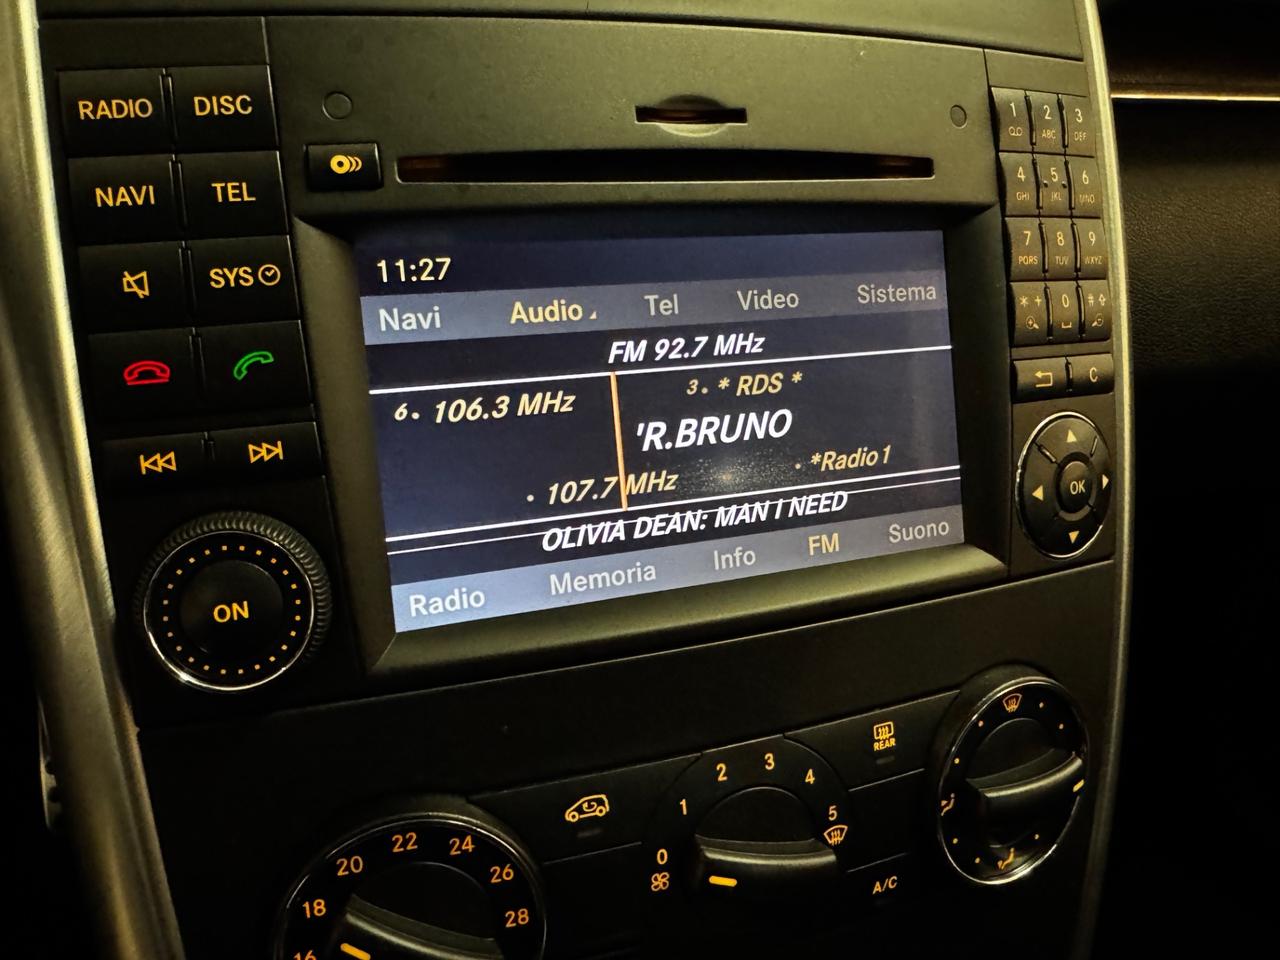 RADIO DISC
NAVI TEL
SYS
ON
11:27
Navi Audio Tel Video Sistema
FM 92.7 MHz
6. 106.3 MHz
3. * RDS *
'R.BRUNO
. *Radio1
. 107.7 MHz
OLIVIA DEAN: MAN I NEED
Radio Memoria Info FM Suono
1 2 3
ABC DEF
4 5 6
GHI JKL MNO
7 8 9
PQRS TUV WXYZ
* + 0 #
C
OK
REAR
0 1 2 3 4 5
A/C
16 18 20 22 24 26 28